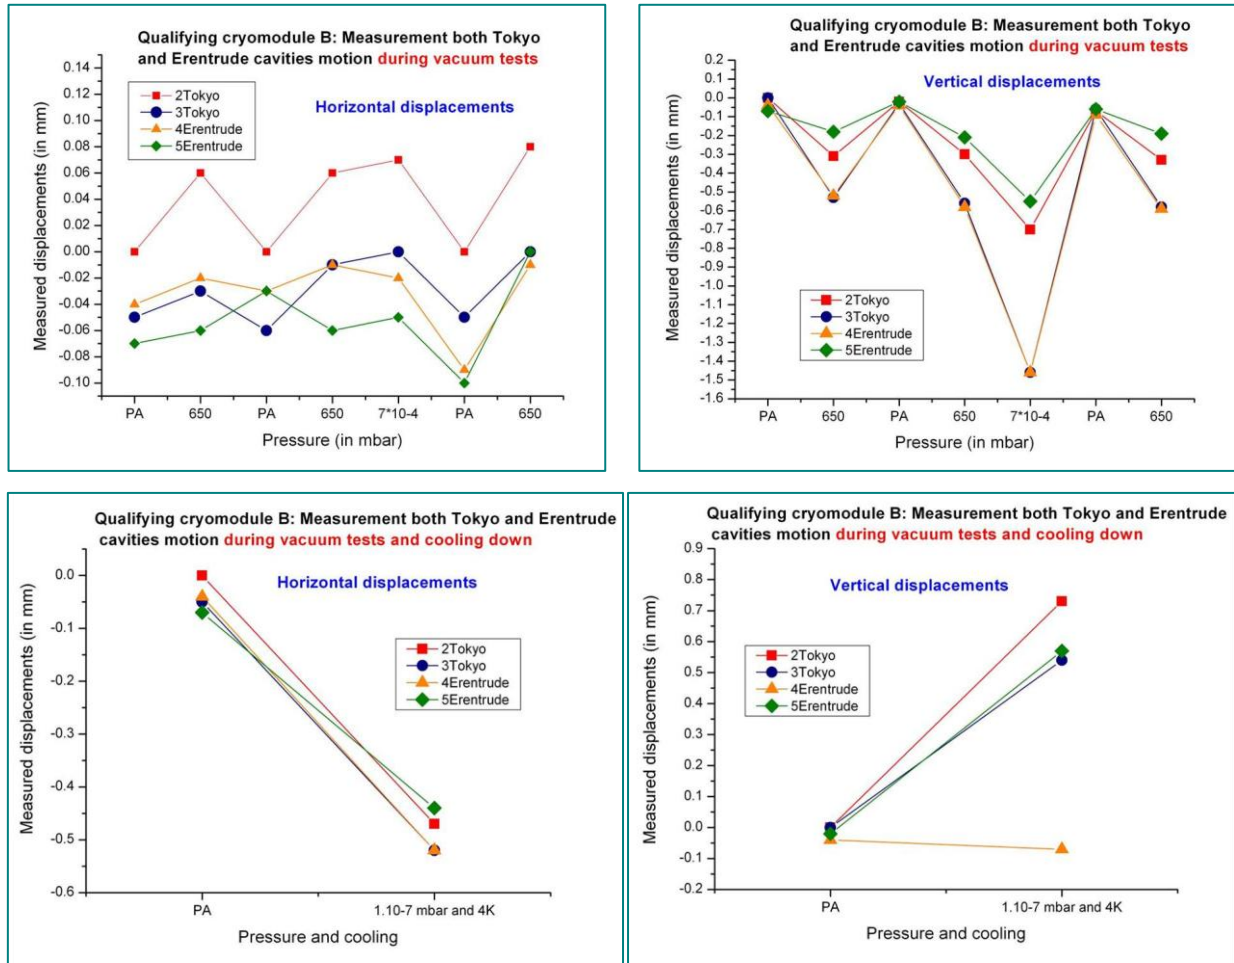 Qualifying cryomodule B: Measurement both Tokyo
and Erentrude cavities motion during vacuum tests
Horizontal displacements
2Tokyo
3Tokyo
4Erentrude
5Erentrude
Measured displacements (in mm)
0.14
0.12
0.10
0.08
0.06
0.04
0.02
0.00
-0.02
-0.04
-0.06
-0.08
-0.10
PA 650 PA 650 7*10-4 PA 650
Pressure (in mbar)
Qualifying cryomodule B: Measurement both Tokyo
and Erentrude cavities motion during vacuum tests
Vertical displacements
Measured displacements (in mm)
0.2
0.0
-0.1
-0.3
-0.4
-0.5
-0.6
-0.7
-0.8
-1.0
-1.1
-1.2
-1.3
-1.4
-1.5
-1.6
2Tokyo
3Tokyo
4Erentrude
5Erentrude
PA 650 PA 650 7*10-4 PA 650
Pressure (in mbar)
Qualifying cryomodule B: Measurement both Tokyo and Erentrude
cavities motion during vacuum tests and cooling down
Horizontal displacements
2Tokyo
3Tokyo
4Erentrude
5Erentrude
Measured displacements (in mm)
0.0
-0.1
-0.2
-0.3
-0.4
-0.5
-0.6
PA 1.10-7 mbar and 4K
Pressure and cooling
Qualifying cryomodule B: Measurement both Tokyo and Erentrude
cavities motion during vacuum tests and cooling down
Vertical displacements
2Tokyo
3Tokyo
4Erentrude
5Erentrude
Measured displacements (in mm)
0.9
0.8
0.7
0.6
0.5
0.4
0.3
0.2
0.1
0.0
-0.1
-0.2
PA 1.10-7 mbar and 4K
Pressure and cooling